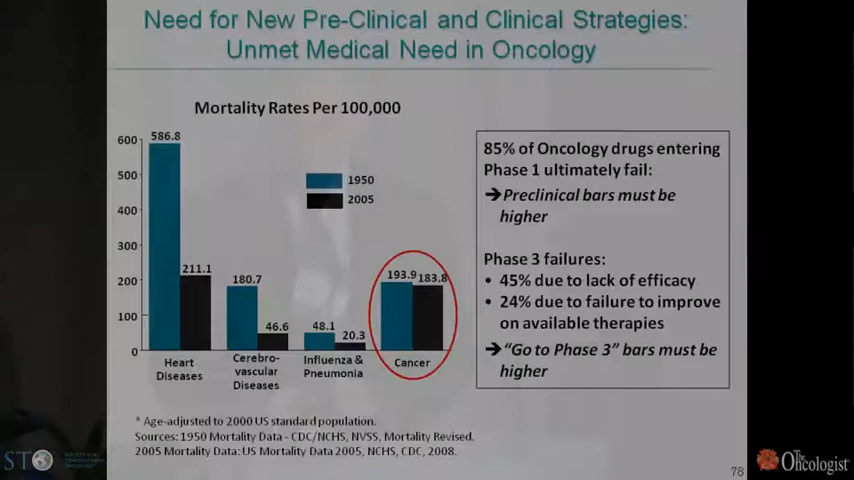 Need for New Pre-Clinical and Clinical Strategies:
Unmet Medical Need in Oncology
Mortality Rates Per 100,000
600
500
400
300
200
100
0
586.8
211.1
180.7
46.6
48.1
20.3
193.9
183.8
1950
2005
Heart
Diseases
Cerebro-
vascular
Diseases
Influenza &
Pneumonia
Cancer
85% of Oncology drugs entering
Phase 1 ultimately fail:
➔Preclinical bars must be
higher
Phase 3 failures:
• 45% due to lack of efficacy
• 24% due to failure to improve
on available therapies
➔"Go to Phase 3" bars must be
higher
* Age-adjusted to 2000 US standard population.
Sources: 1950 Mortality Data - CDC/NCHS, NVSS, Mortality Revised.
2005 Mortality Data: US Mortality Data 2005, NCHS, CDC, 2008.
78
STO
The
Oncologist